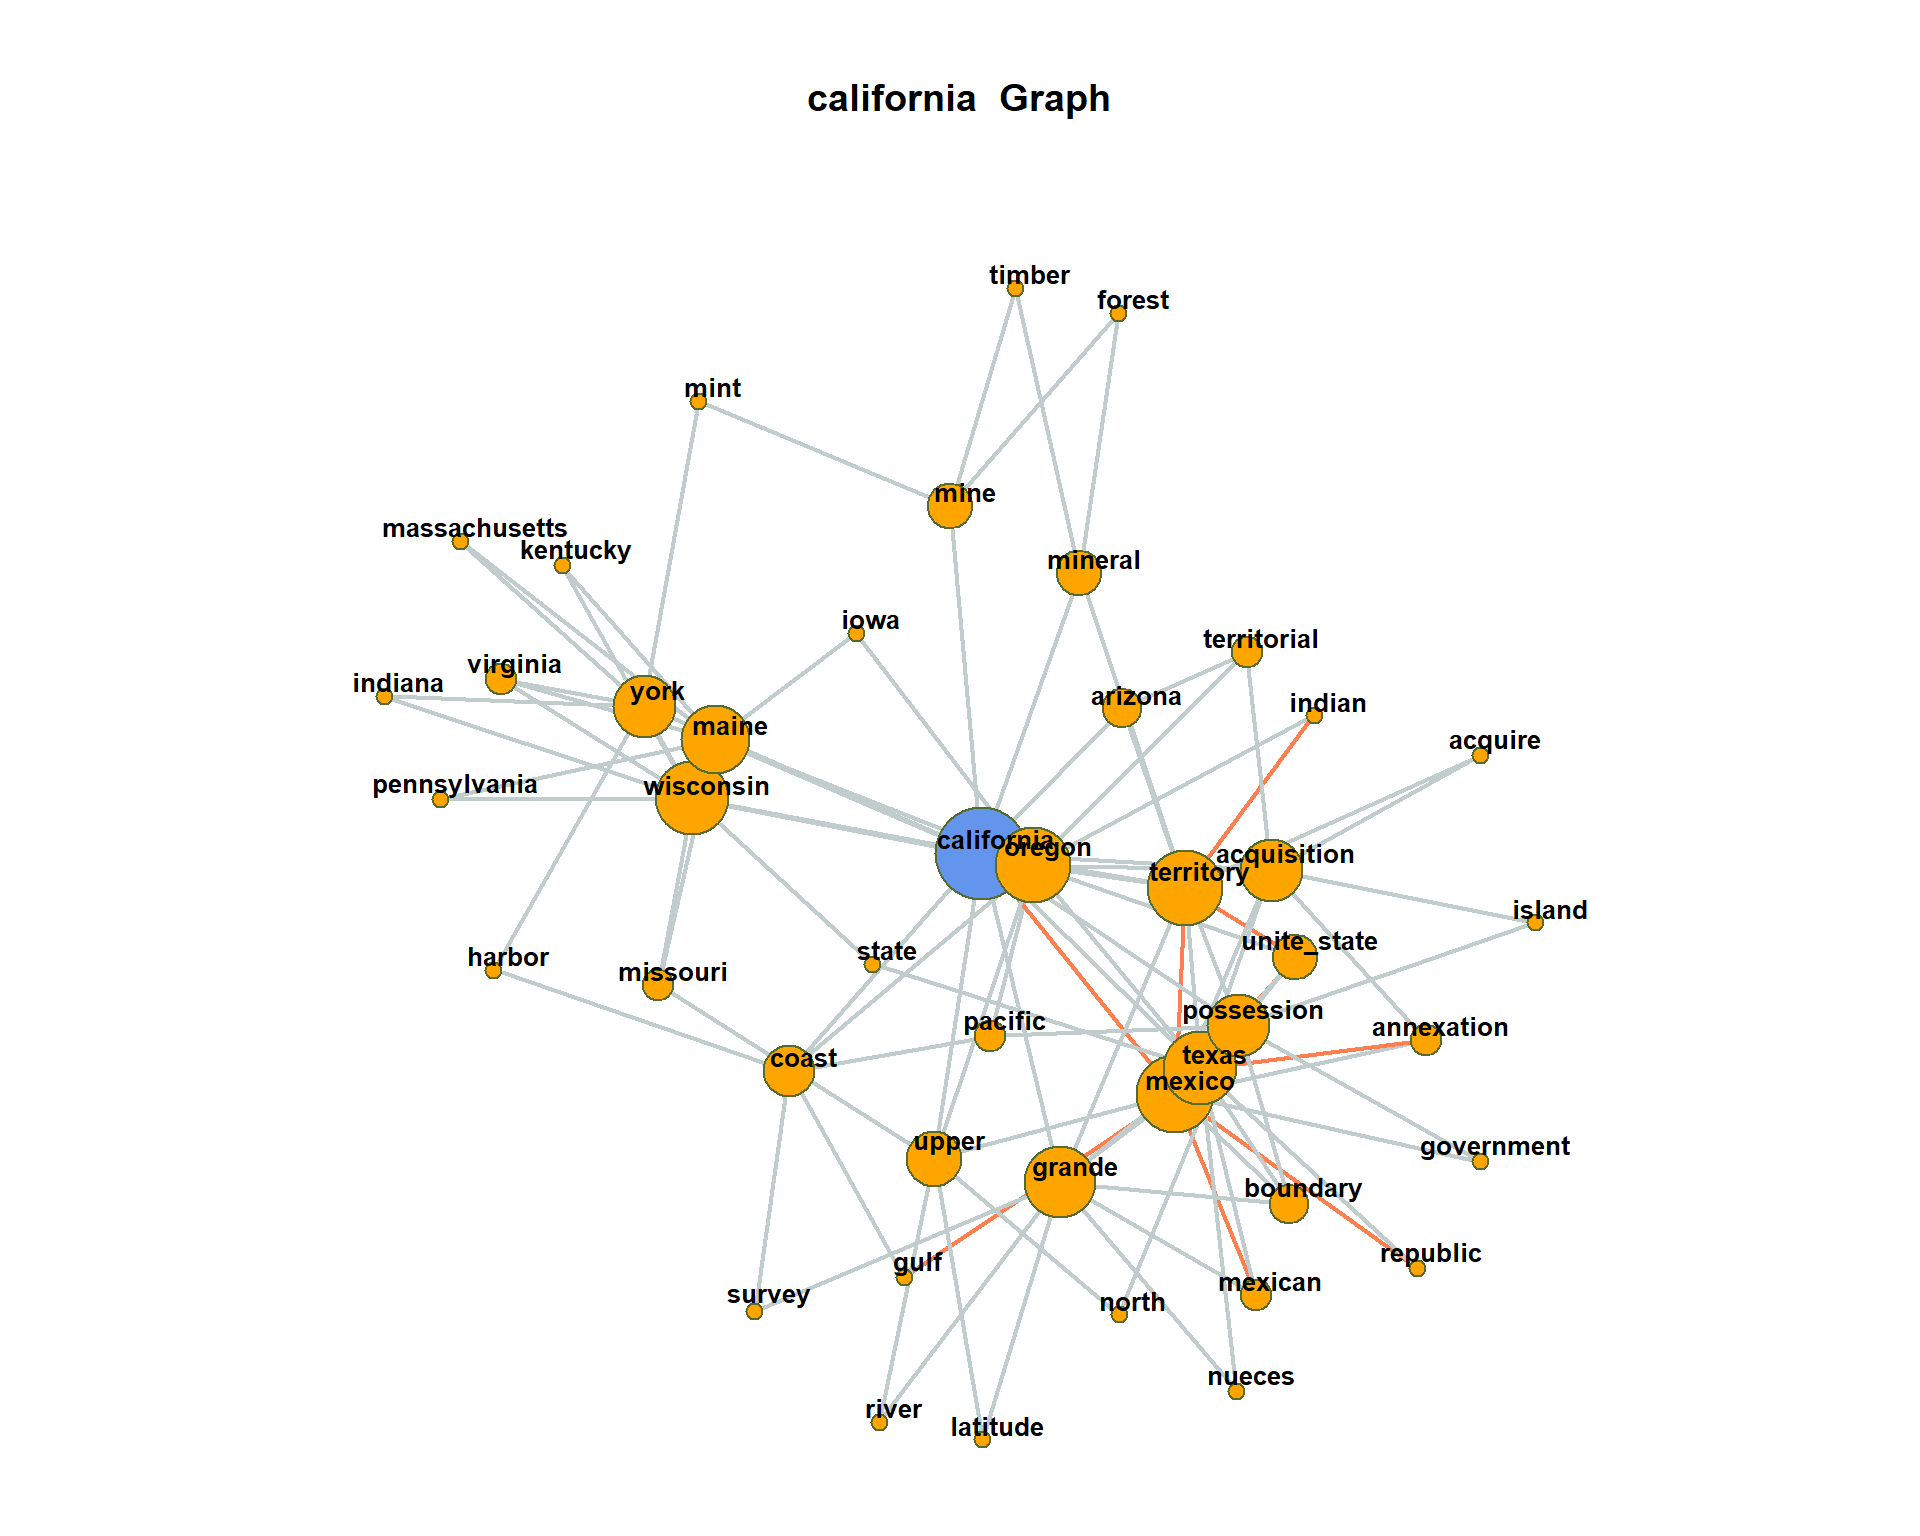 california  Graph
timber
forest
mint
mine
massachusetts
kentucky
mineral
iowa
territorial
virginia
indiana
york
arizona
indian
maine
acquire
pennsylvania
wisconsin
california
oregon
acquisition
territory
island
harbor
state
unite_state
missouri
possession
pacific
annexation
coast
texas
mexico
upper
government
grande
boundary
gulf
republic
survey
mexican
north
nueces
river
latitude